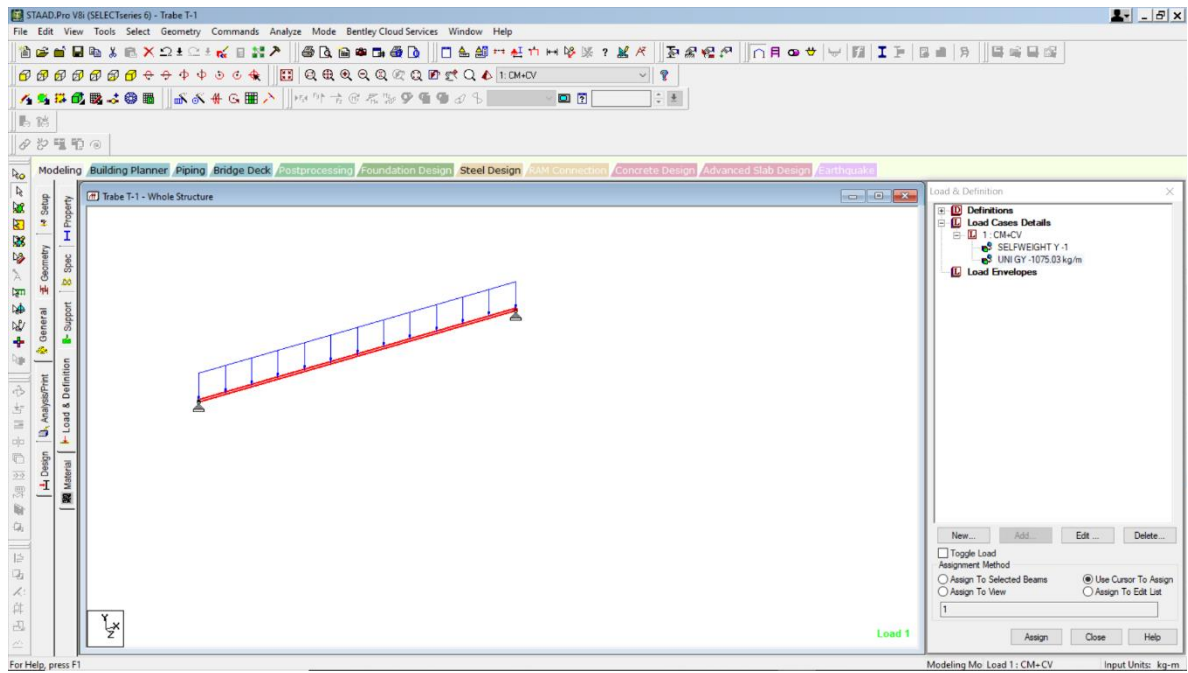 STAAD.Pro V8i (SELECTseries 6) - Trabe T-1
File Edit View Tools Select Geometry Commands Analyze Mode Bentley Cloud Services Window Help
1: CM+CV
Modeling Building Planner Piping Bridge Deck Postprocessing Foundation Design Steel Design RAM Connection Concrete Design Advanced Slab Design Earthquake
Setup
Geometry
General
Analysis/Print
Design
Property
Spec
Support
Load & Definition
Material
Trabe T-1 - Whole Structure
Y
X
Z
Load 1
Load & Definition
Definitions
Load Cases Details
1 : CM+CV
SELFWEIGHT Y -1
UNI GY -1075.03 kg/m
Load Envelopes
New... Add... Edit ... Delete...
Toggle Load
Assignment Method
Assign To Selected Beams Use Cursor To Assign
Assign To View Assign To Edit List
1
Assign Close Help
For Help, press F1 Modeling Mo Load 1 : CM+CV Input Units: kg-m